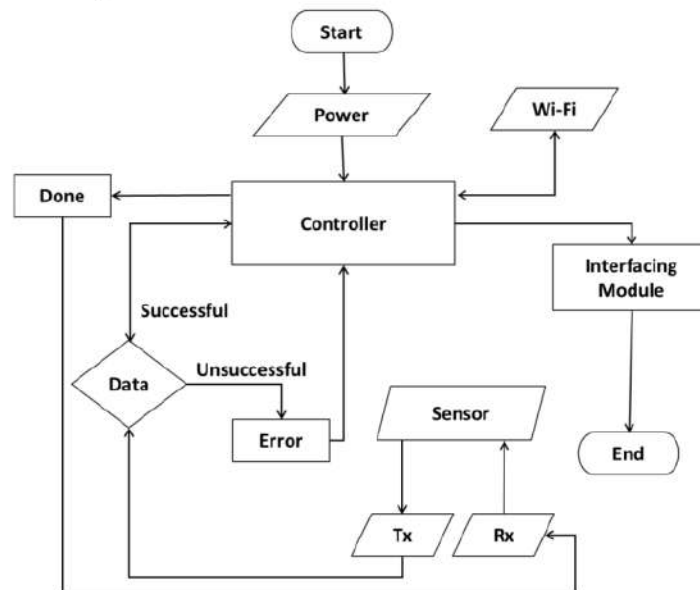 Start
Power
Wi-Fi
Done
Controller
Interfacing
Module
Successful
Unsuccessful
Data
Sensor
Error
End
Tx
Rx